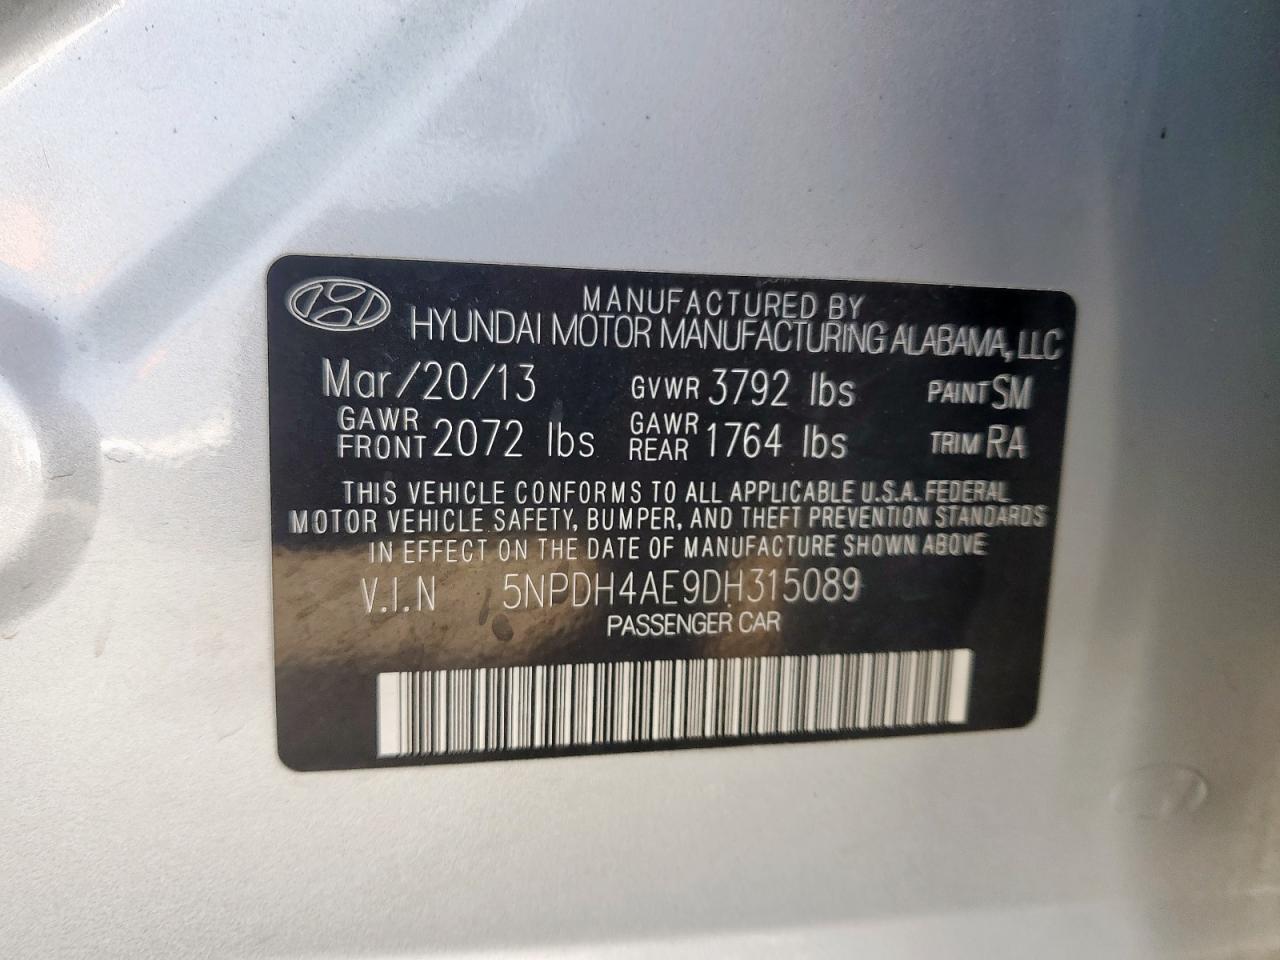 MANUFACTURED BY
HYUNDAI MOTOR MANUFACTURING ALABAMA, LLC
Mar/20/13 GVWR 3792 lbs PAINT SM
GAWR FRONT 2072 lbs GAWR REAR 1764 lbs TRIM RA
THIS VEHICLE CONFORMS TO ALL APPLICABLE U.S.A. FEDERAL
MOTOR VEHICLE SAFETY, BUMPER, AND THEFT PREVENTION STANDARDS
IN EFFECT ON THE DATE OF MANUFACTURE SHOWN ABOVE
V.I.N 5NPDH4AE9DH315089
PASSENGER CAR